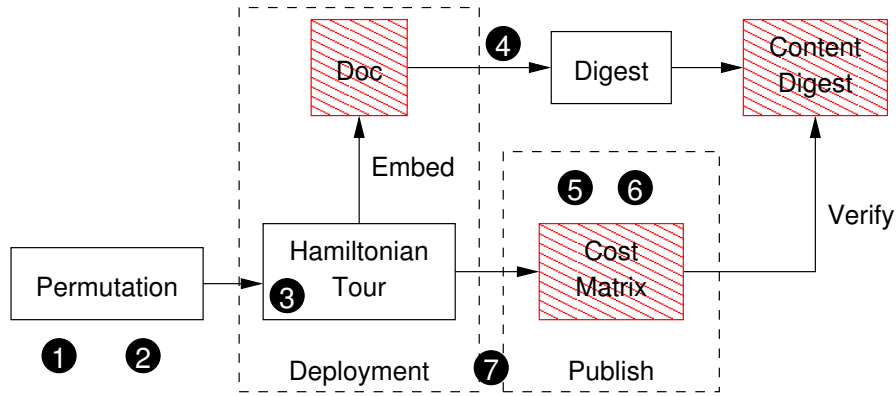 Doc
4
Digest
Content
Digest
Embed
5
6
Verify
Permutation
Hamiltonian
Tour
3
Cost
Matrix
1
2
Deployment
7
Publish